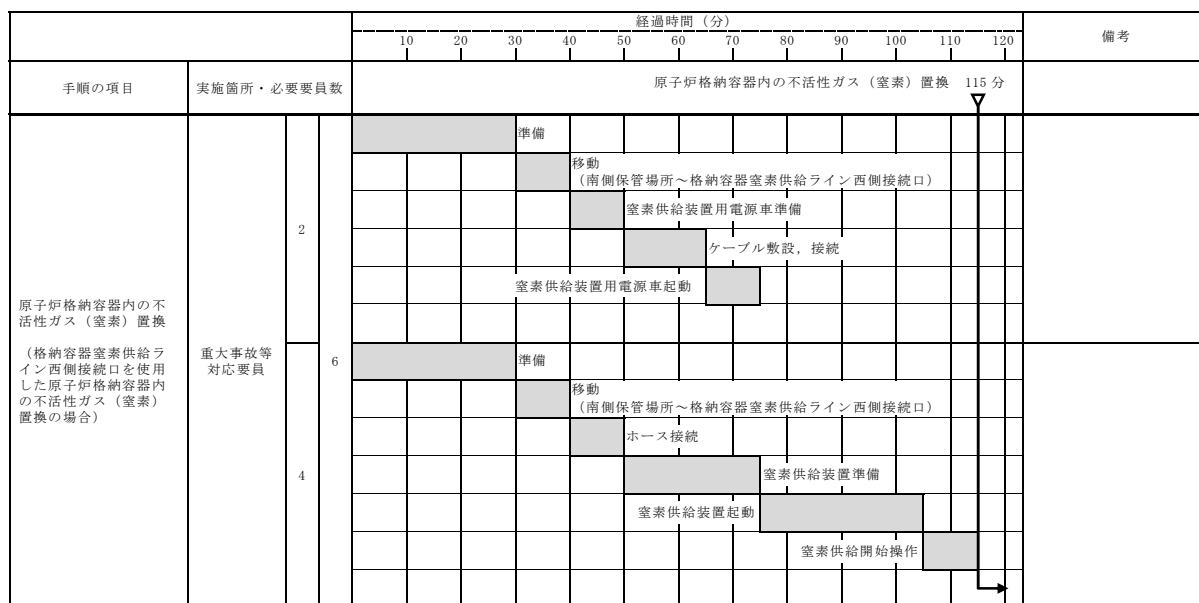 経過時間（分）
備考
10 20 30 40 50 60 70 80 90 100 110 120
手順の項目
実施箇所・必要要員数
原子炉格納容器内の不活性ガス（窒素）置換 115分
準備
移動
（南側保管場所～格納容器窒素供給ライン西側接続口）
窒素供給装置用電源車準備
2
ケーブル敷設，接続
窒素供給装置用電源車起動
原子炉格納容器内の不
活性ガス（窒素）置換
（格納容器窒素供給ラ
イン西側接続口を使用
した原子炉格納容器内
の不活性ガス（窒素）
置換の場合）
重大事故等
対応要員
6
準備
移動
（南側保管場所～格納容器窒素供給ライン西側接続口）
ホース接続
4
窒素供給装置準備
窒素供給装置起動
窒素供給開始操作